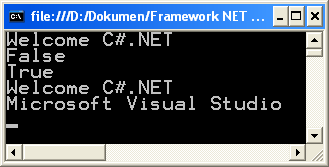 file:///D:/Dokumen/Framework NET ...
Welcome C#.NET
False
True
Welcome C#.NET
Microsoft Visual Studio
_